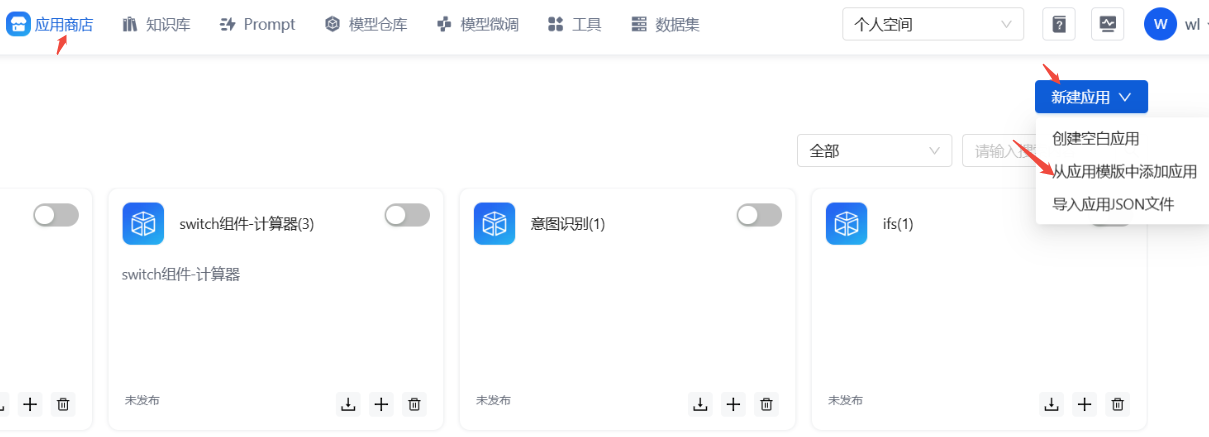 应用商店 知识库 Prompt 模型仓库 模型微调 工具 数据集 个人空间 W wl
新建应用
创建空白应用
全部 请输入
从应用模版中添加应用
导入应用JSON文件
switch组件-计算器(3) 意图识别(1) ifs(1)
switch组件-计算器
未发布 未发布 未发布